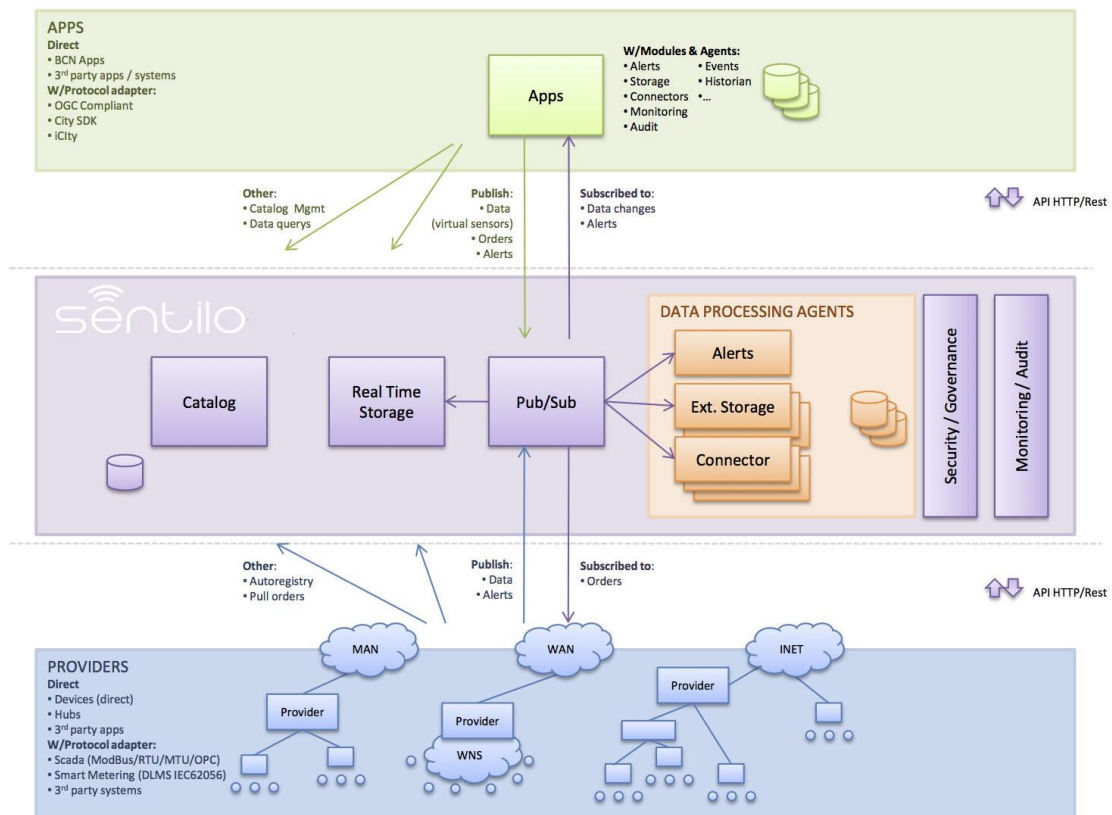 APPS
Direct
• BCN Apps
• 3rd party apps / systems
W/Protocol adapter:
• OGC Compliant
• City SDK
• iCIty
Apps
W/Modules & Agents:
• Alerts
• Storage
• Connectors
• Monitoring
• Audit
• Events
• Historian
•...
Other:
• Catalog Mgmt
• Data querys
Publish:
• Data
(virtual sensors)
• Orders
• Alerts
Subscribed to:
• Data changes
• Alerts
API HTTP/Rest
sentilo
Catalog
Real Time
Storage
Pub/Sub
DATA PROCESSING AGENTS
Alerts
Ext. Storage
Connector
Security / Governance
Monitoring / Audit
Other:
• Autoregistry
• Pull orders
Publish:
• Data
• Alerts
Subscribed to:
• Orders
API HTTP/Rest
PROVIDERS
Direct
• Devices (direct)
• Hubs
• 3rd party apps
W/Protocol adapter:
• Scada (ModBus/RTU/MTU/OPC)
• Smart Metering (DLMS IEC62056)
• 3rd party systems
MAN
Provider
WAN
Provider
WNS
INET
Provider